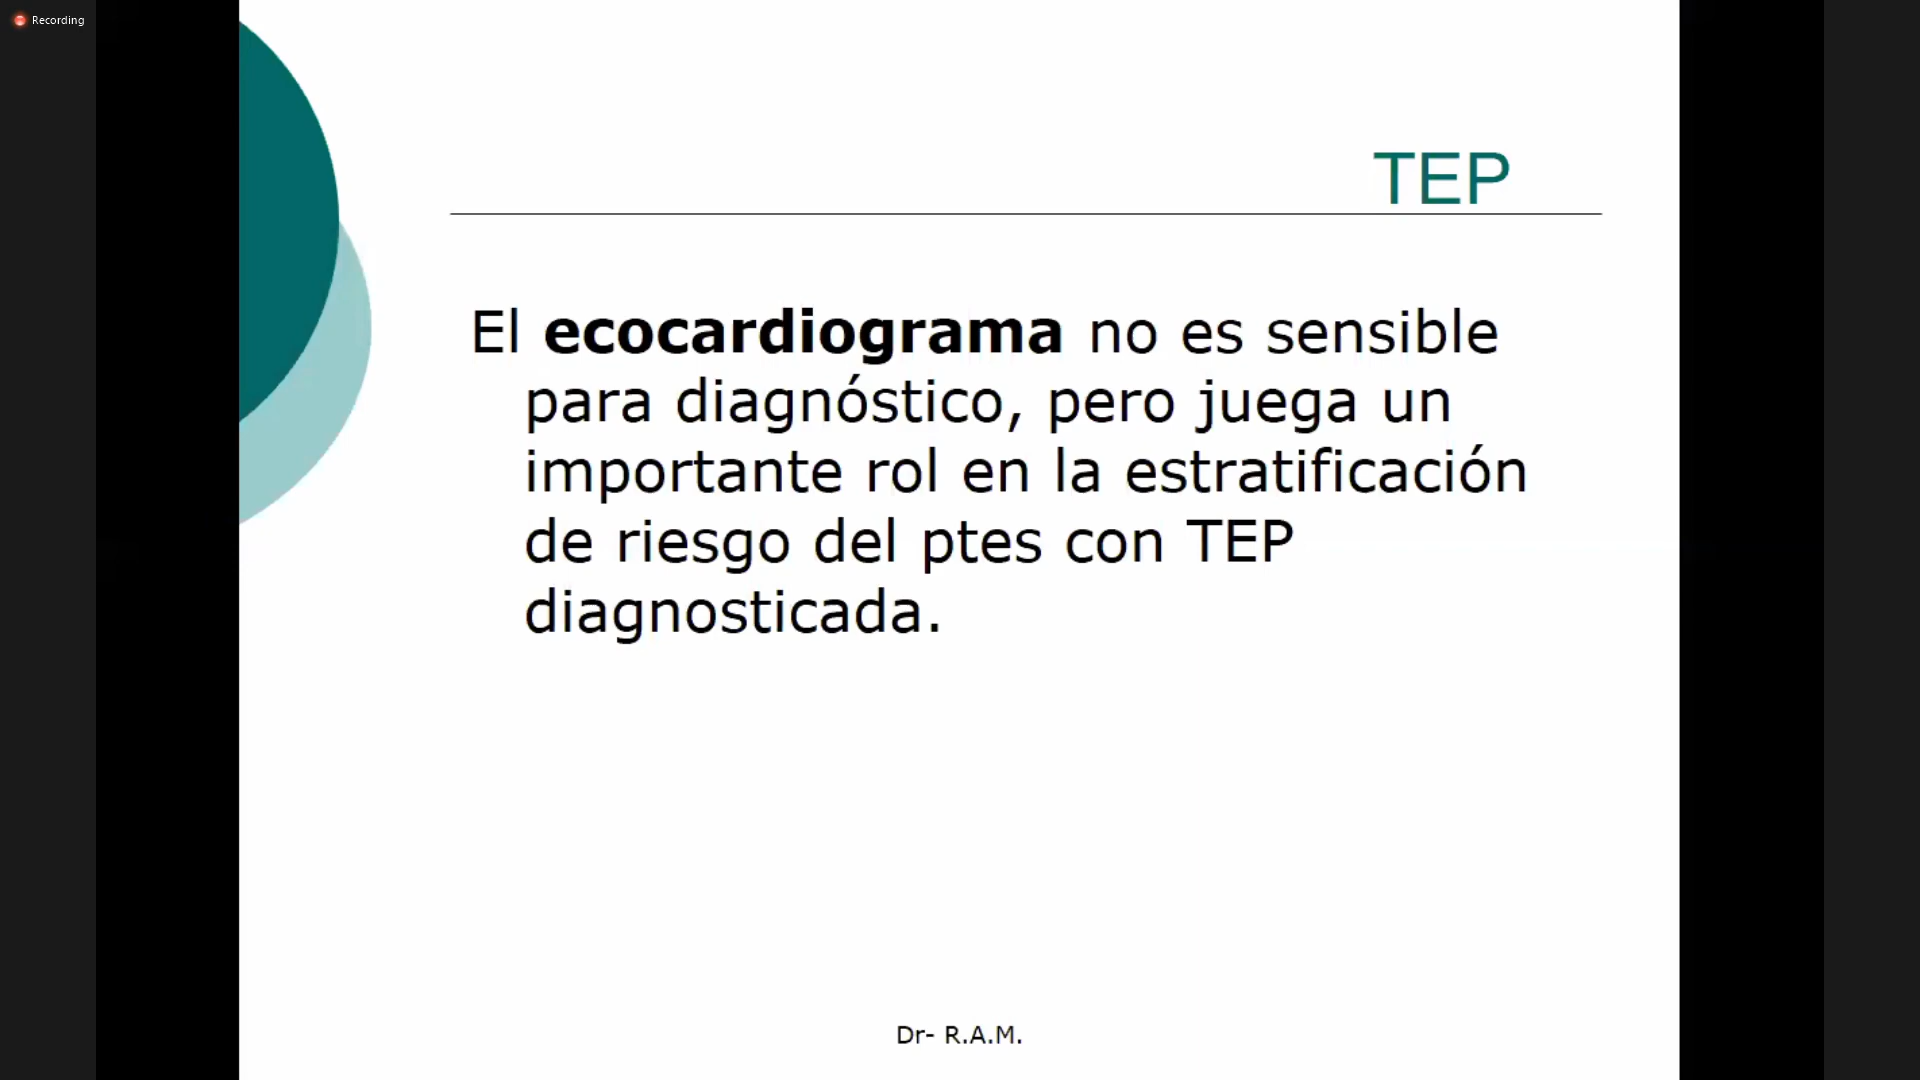 Recording
TEP
El ecocardiograma no es sensible
para diagnóstico, pero juega un
importante rol en la estratificación
de riesgo del ptes con TEP
diagnosticada.
Dr- R.A.M.